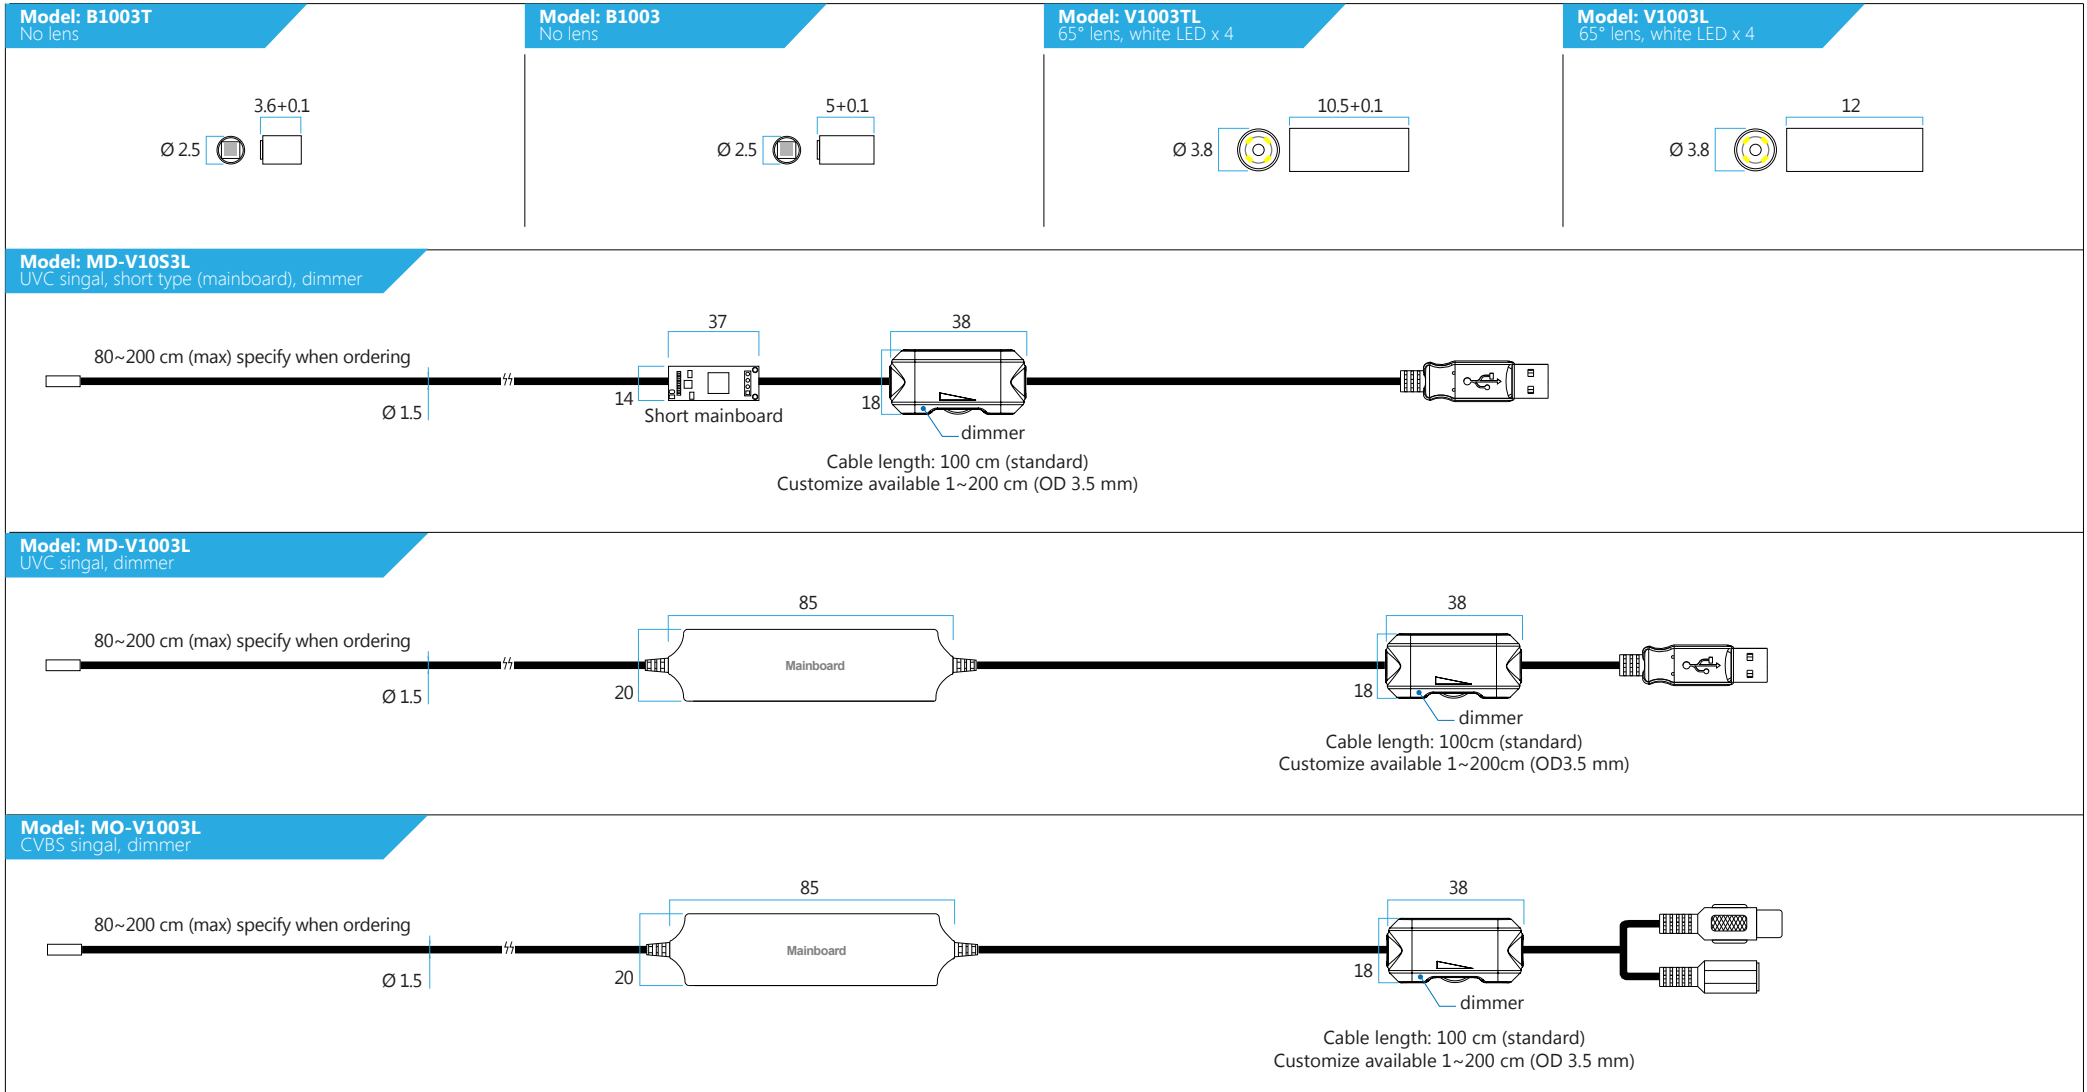 Model: B1003T
No lens
3.6+0.1
Ø 2.5
Model: B1003
No lens
5+0.1
Ø 2.5
Model: V1003TL
65° lens, white LED x 4
10.5+0.1
Ø 3.8
Model: V1003L
65° lens, white LED x 4
12
Ø 3.8
Model: MD-V10S3L
UVC singal, short type (mainboard), dimmer
80~200 cm (max) specify when ordering
Ø 1.5
37
14
Short mainboard
38
18
dimmer
Cable length: 100 cm (standard)
Customize available 1~200 cm (OD 3.5 mm)
Model: MD-V1003L
UVC singal, dimmer
80~200 cm (max) specify when ordering
Ø 1.5
85
20
Mainboard
38
18
dimmer
Cable length: 100cm (standard)
Customize available 1~200cm (OD3.5 mm)
Model: MO-V1003L
CVBS singal, dimmer
80~200 cm (max) specify when ordering
Ø 1.5
85
20
Mainboard
38
18
dimmer
Cable length: 100 cm (standard)
Customize available 1~200 cm (OD 3.5 mm)